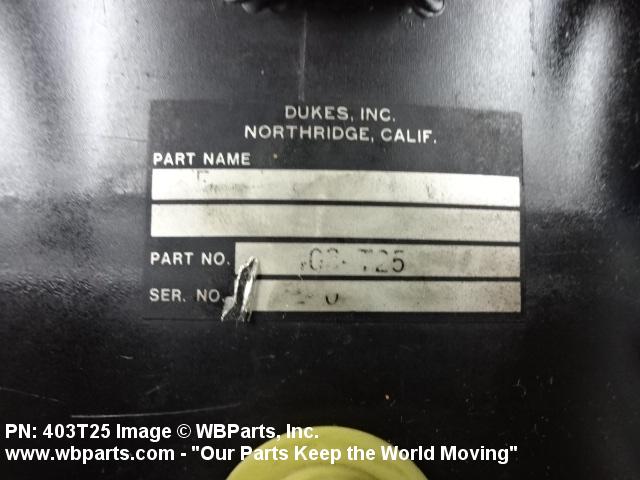 DUKES, INC.
NORTHRIDGE, CALIF.
PART NAME
PART NO. T25
SER. NO.
PN: 403T25 Image © WBParts, Inc.
www.wbparts.com - "Our Parts Keep the World Moving"